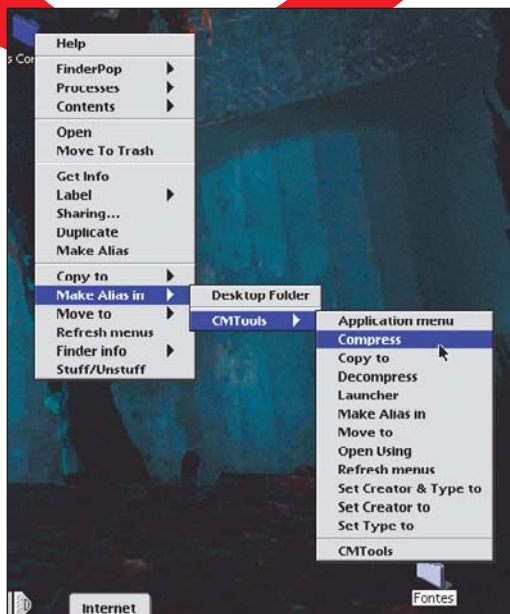 s Con
Help
FinderPop
Processes
Contents
Open
Move To Trash
Get Info
Label
Sharing...
Duplicate
Make Alias
Copy to
Make Alias in
Move to
Refresh menus
Finder info
Stuff/Unstuff
Desktop Folder
CMTools
Application menu
Compress
Copy to
Decompress
Launcher
Make Alias in
Move to
Open Using
Refresh menus
Set Creator & Type to
Set Creator to
Set Type to
CMTools
Fontes
Internet